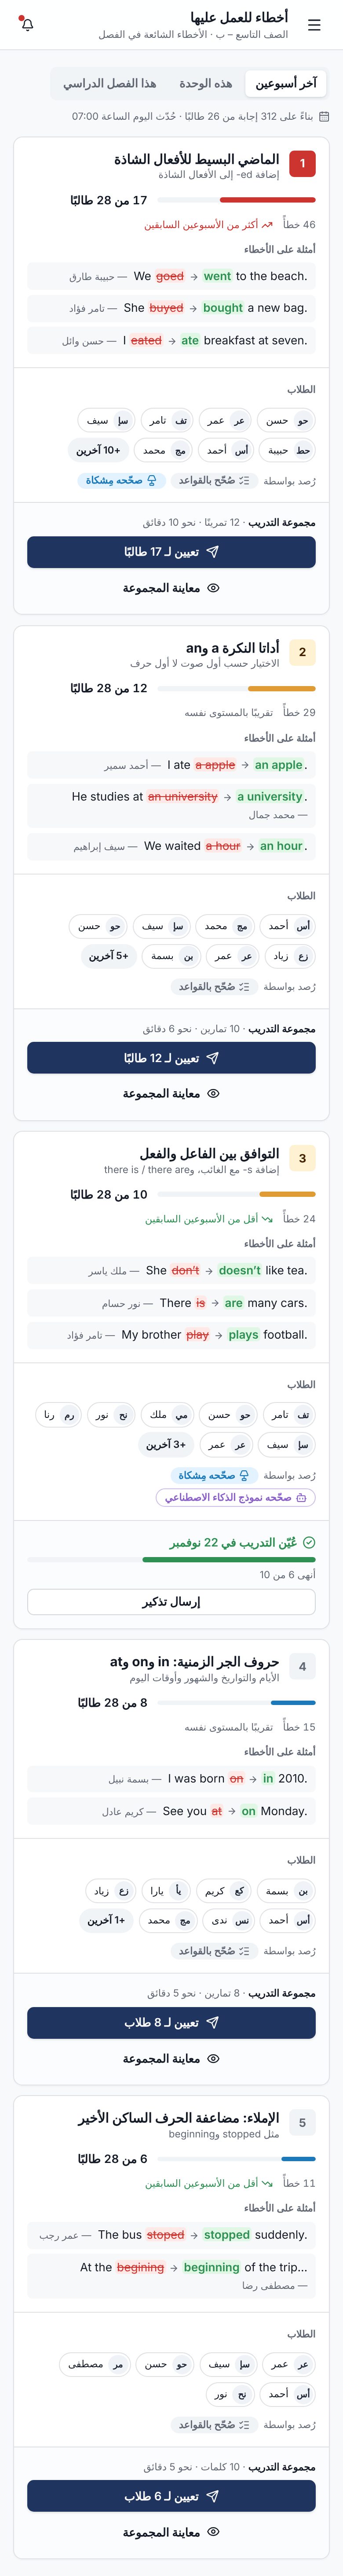 أخطاء للعمل عليها
الصف التاسع – ب · الأخطاء الشائعة في الفصل
آخر أسبوعين
هذه الوحدة
هذا الفصل الدراسي
بناءً على 312 إجابة من 26 طالبًا · حُدّثت اليوم الساعة 07:00
1
الماضي البسيط للأفعال الشاذة
إضافة ed- إلى الأفعال الشاذة
17 من 28 طالبًا
46 خطأً أكثر من الأسبوعين السابقين
أمثلة على الأخطاء
We goed → went to the beach. — حبيبة طارق
She buyed → bought a new bag. — تامر فؤاد
I eated → ate breakfast at seven. — حسن وائل
الطلاب
حو حسن عر عمر تف تامر سإ سيف
حط حبيبة أس أحمد مج محمد +10 آخرين
رُصد بواسطة صُحّح بالقواعد صحّحه مِشكاة
مجموعة التدريب · 12 تمرينًا · نحو 10 دقائق
تعيين لـ 17 طالبًا
معاينة المجموعة
2
أداتا النكرة a وan
الاختيار حسب أول صوت لا أول حرف
12 من 28 طالبًا
29 خطأً تقريبًا بالمستوى نفسه
أمثلة على الأخطاء
I ate a apple → an apple. — أحمد سمير
He studies at an university → a university.
— محمد جمال
We waited a hour → an hour. — سيف إبراهيم
الطلاب
أس أحمد مج محمد سإ سيف حو حسن
زع زياد عر عمر بن بسمة +5 آخرين
رُصد بواسطة صُحّح بالقواعد
مجموعة التدريب · 10 تمارين · نحو 6 دقائق
تعيين لـ 12 طالبًا
معاينة المجموعة
3
التوافق بين الفاعل والفعل
إضافة s- مع الغائب، وthere is / there are
10 من 28 طالبًا
24 خطأً أقل من الأسبوعين السابقين
أمثلة على الأخطاء
She don't → doesn't like tea. — ملك ياسر
There is → are many cars. — نور حسام
My brother play → plays football. — تامر فؤاد
الطلاب
تف تامر حو حسن مي ملك نح نور رم رنا
سإ سيف عر عمر +3 آخرين
رُصد بواسطة صحّحه مِشكاة
صحّحه نموذج الذكاء الاصطناعي
عُيّن التدريب في 22 نوفمبر
أنهى 6 من 10
إرسال تذكير
4
حروف الجر الزمنية: in وon وat
الأيام والتواريخ والشهور وأوقات اليوم
8 من 28 طالبًا
15 خطأً تقريبًا بالمستوى نفسه
أمثلة على الأخطاء
I was born on → in 2010. — بسمة نبيل
See you at → on Monday. — كريم عادل
الطلاب
بن بسمة كع كريم يأ يارا زع زياد
أس أحمد نس ندى مج محمد +1 آخرين
رُصد بواسطة صُحّح بالقواعد
مجموعة التدريب · 8 تمارين · نحو 5 دقائق
تعيين لـ 8 طلاب
معاينة المجموعة
5
الإملاء: مضاعفة الحرف الساكن الأخير
مثل stopped وbeginning
6 من 28 طالبًا
11 خطأً أقل من الأسبوعين السابقين
أمثلة على الأخطاء
The bus stoped → stopped suddenly. — عمر رجب
At the begining → beginning of the trip...
— مصطفى رضا
الطلاب
عر عمر سإ سيف حو حسن مر مصطفى
أس أحمد نح نور
رُصد بواسطة صُحّح بالقواعد
مجموعة التدريب · 10 كلمات · نحو 5 دقائق
تعيين لـ 6 طلاب
معاينة المجموعة